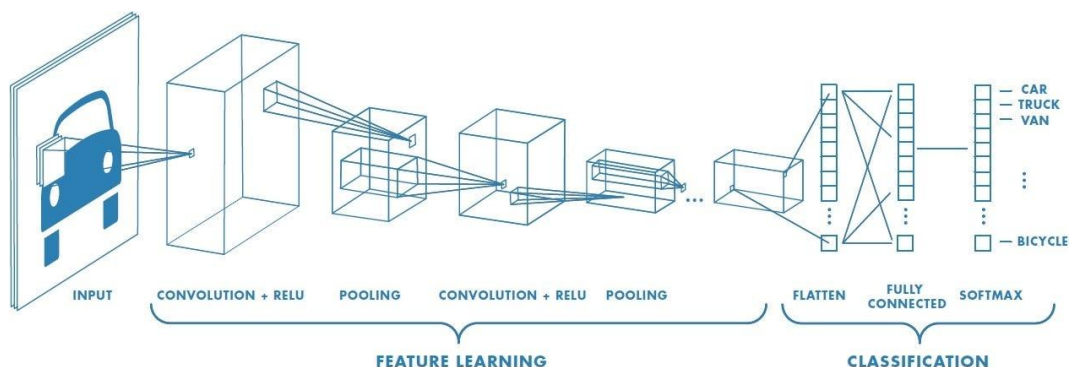 CAR
TRUCK
VAN
BICYCLE
INPUT
CONVOLUTION + RELU
POOLING
CONVOLUTION + RELU
POOLING
FLATTEN
FULLY
CONNECTED
SOFTMAX
FEATURE LEARNING
CLASSIFICATION